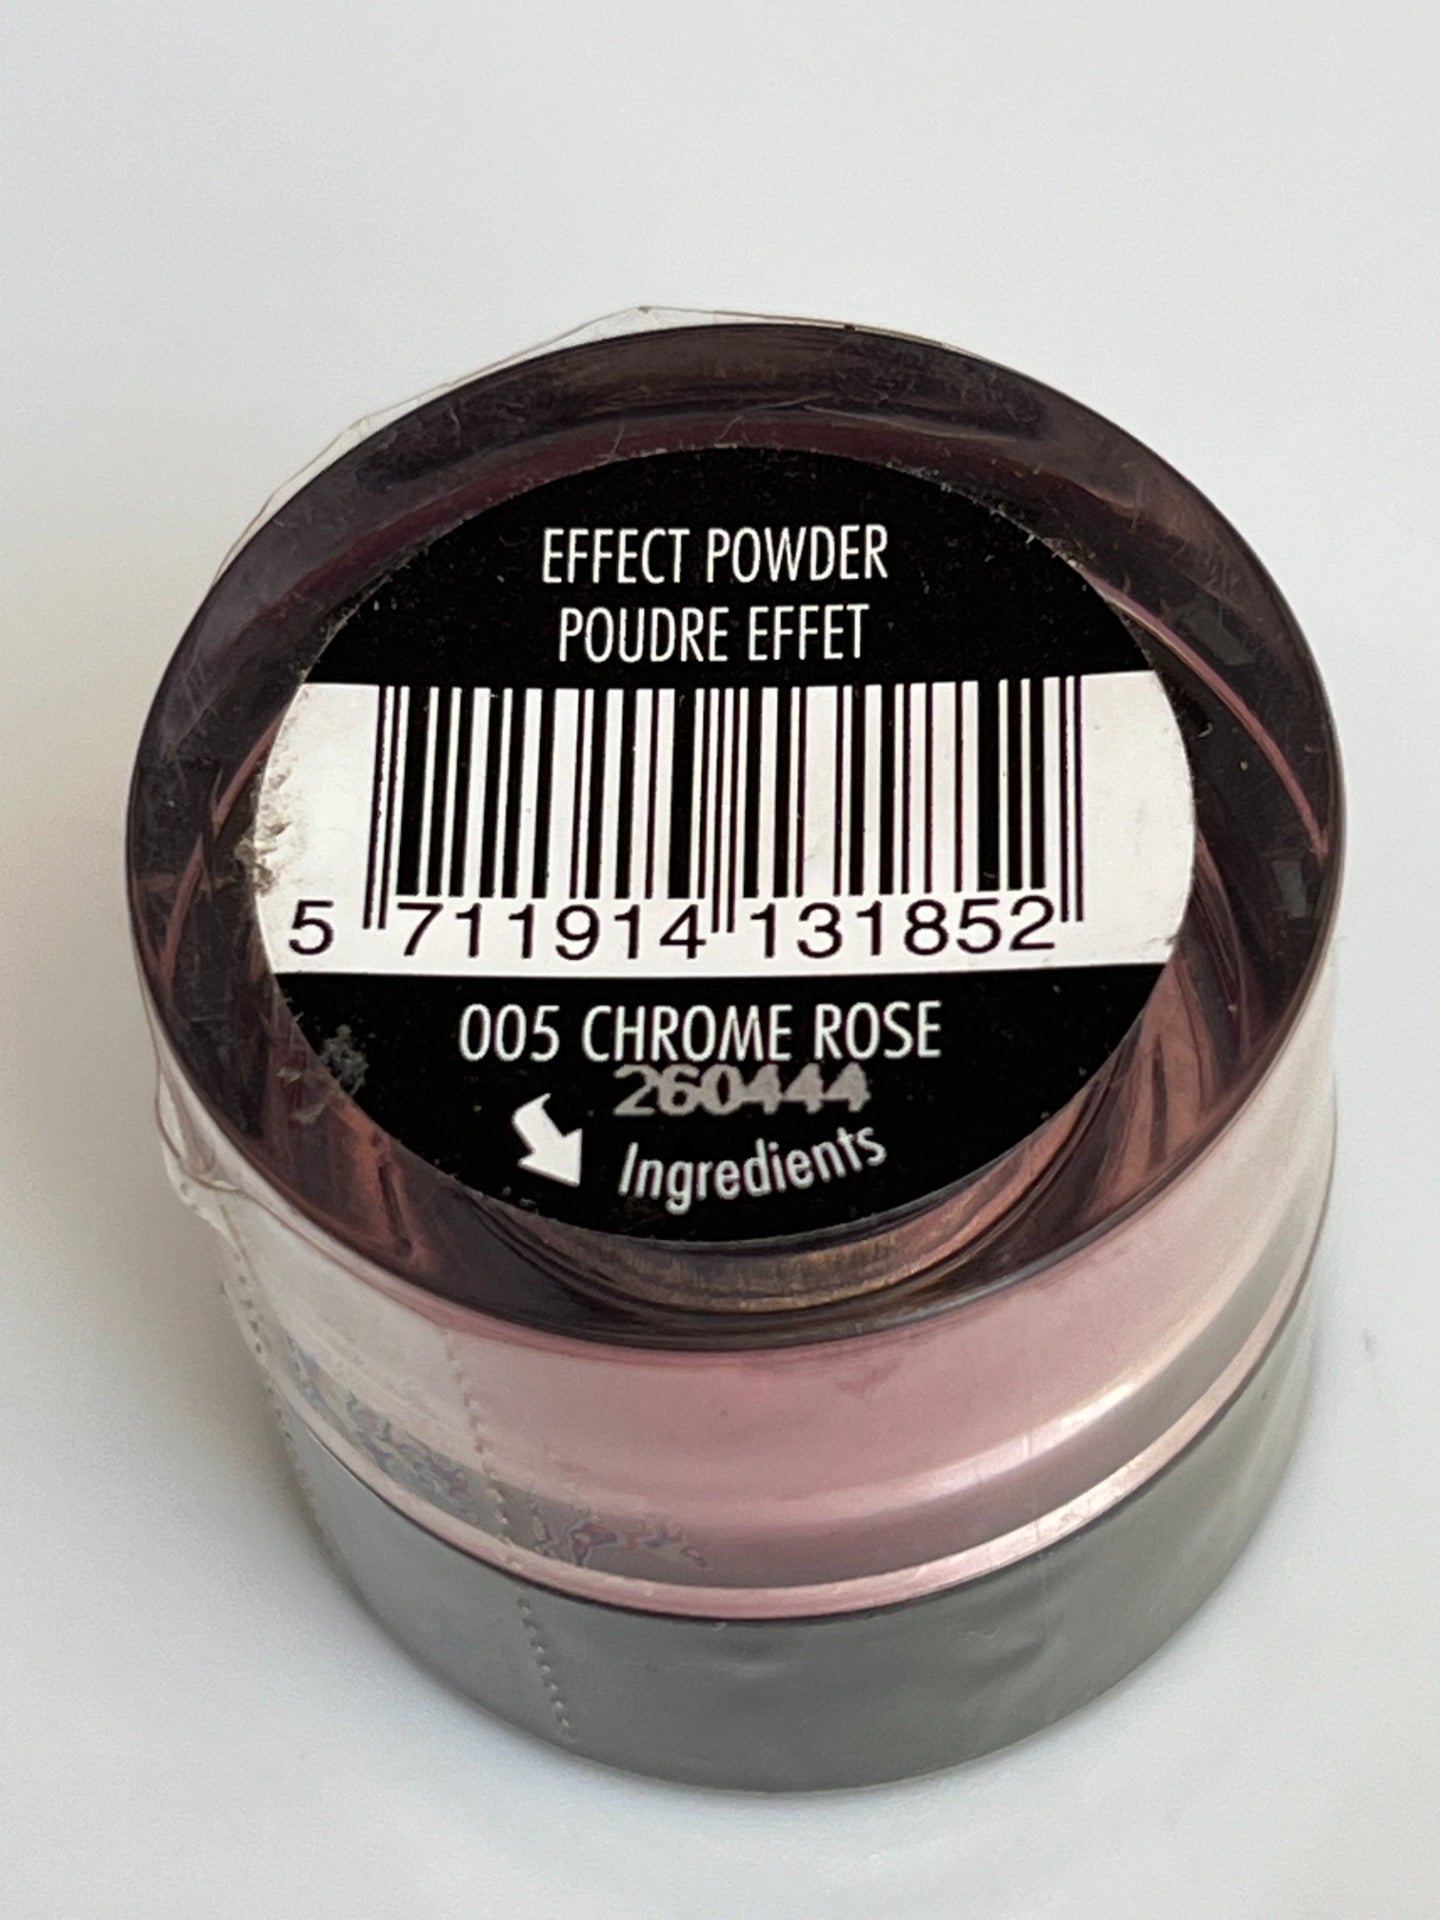 EFFECT POWDER
POUDRE EFFET
5 711914 131852
005 CHROME ROSE
260444
Ingredients